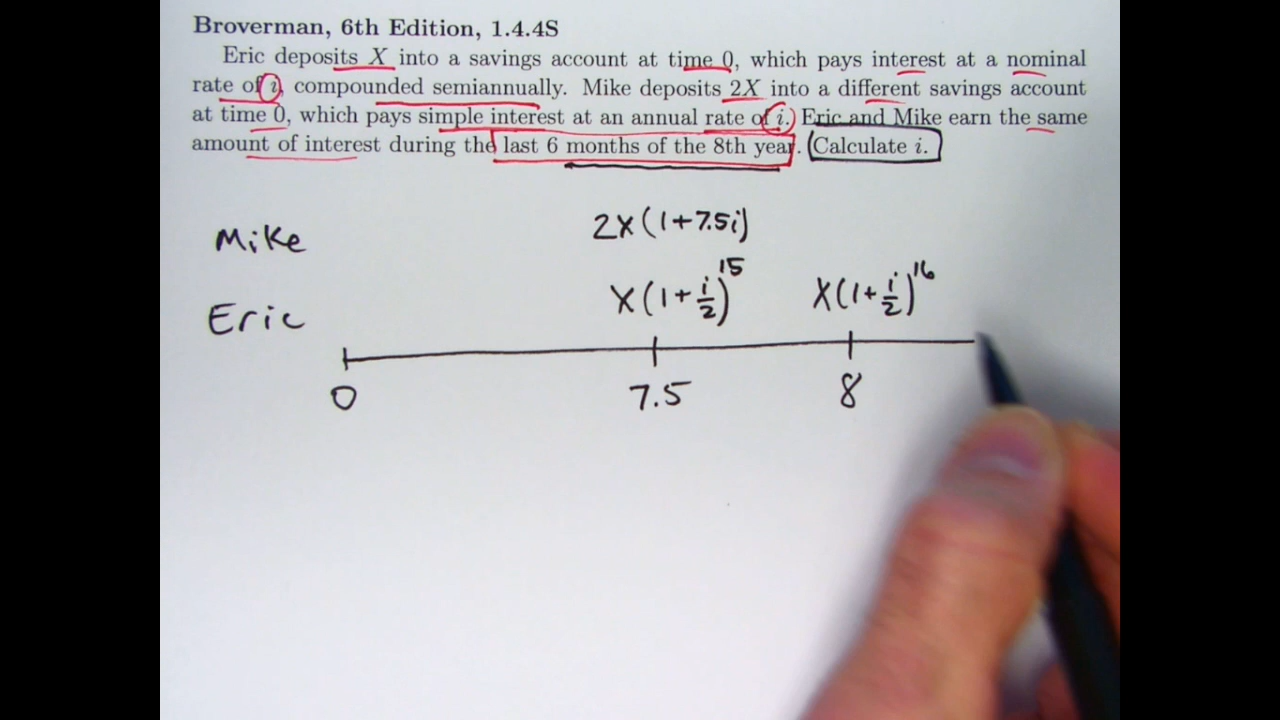 Broverman, 6th Edition, 1.4.4S
Eric deposits X into a savings account at time 0, which pays interest at a nominal
rate of i, compounded semiannually. Mike deposits 2X into a different savings account
at time 0, which pays simple interest at an annual rate of i. Eric and Mike earn the same
amount of interest during the last 6 months of the 8th year. Calculate i.
Mike 2X(1+7.5i)
Eric X(1+i/2)^15 X(1+i/2)^16
0 7.5 8